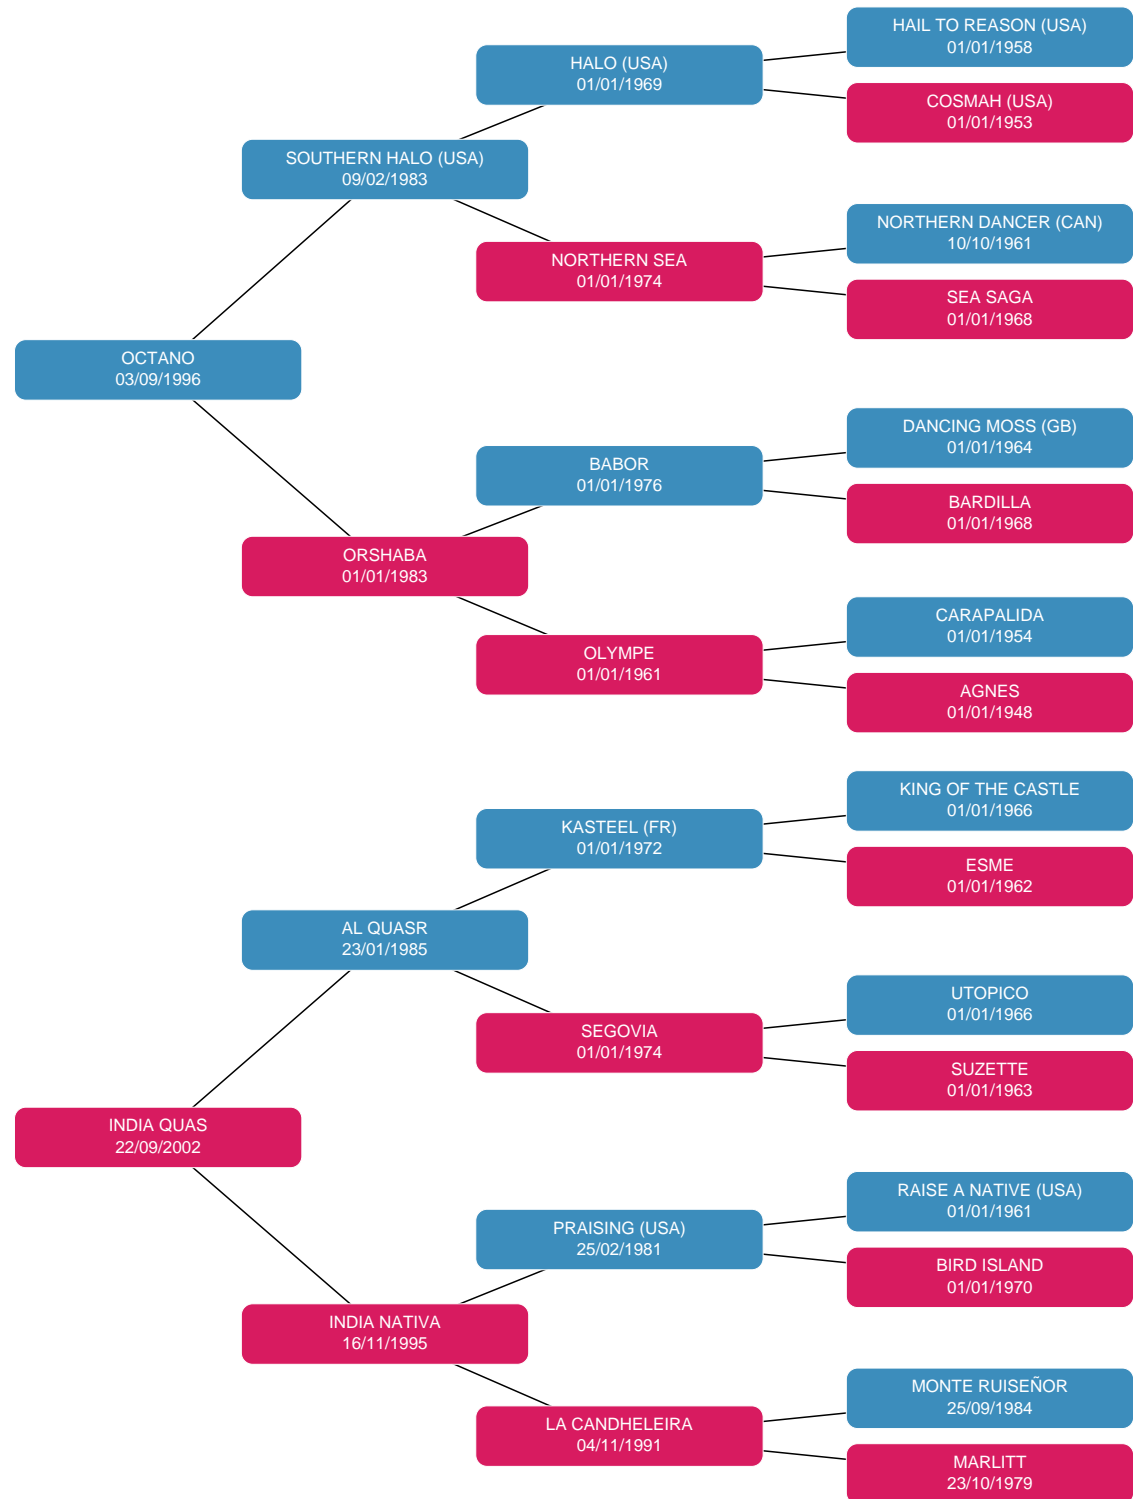 HAIL TO REASON (USA)
01/01/1958
HALO (USA)
01/01/1969
COSMAH (USA)
01/01/1953
SOUTHERN HALO (USA)
09/02/1983
NORTHERN DANCER (CAN)
10/10/1961
NORTHERN SEA
01/01/1974
SEA SAGA
01/01/1968
OCTANO
03/09/1996
DANCING MOSS (GB)
01/01/1964
BABOR
01/01/1976
BARDILLA
01/01/1968
ORSHABA
01/01/1983
CARAPALIDA
01/01/1954
OLYMPE
01/01/1961
AGNES
01/01/1948
KING OF THE CASTLE
01/01/1966
KASTEEL (FR)
01/01/1972
ESME
01/01/1962
AL QUASR
23/01/1985
UTOPICO
01/01/1966
SEGOVIA
01/01/1974
SUZETTE
01/01/1963
INDIA QUAS
22/09/2002
RAISE A NATIVE (USA)
01/01/1961
PRAISING (USA)
25/02/1981
BIRD ISLAND
01/01/1970
INDIA NATIVA
16/11/1995
MONTE RUISEÑOR
25/09/1984
LA CANDHELEIRA
04/11/1991
MARLITT
23/10/1979